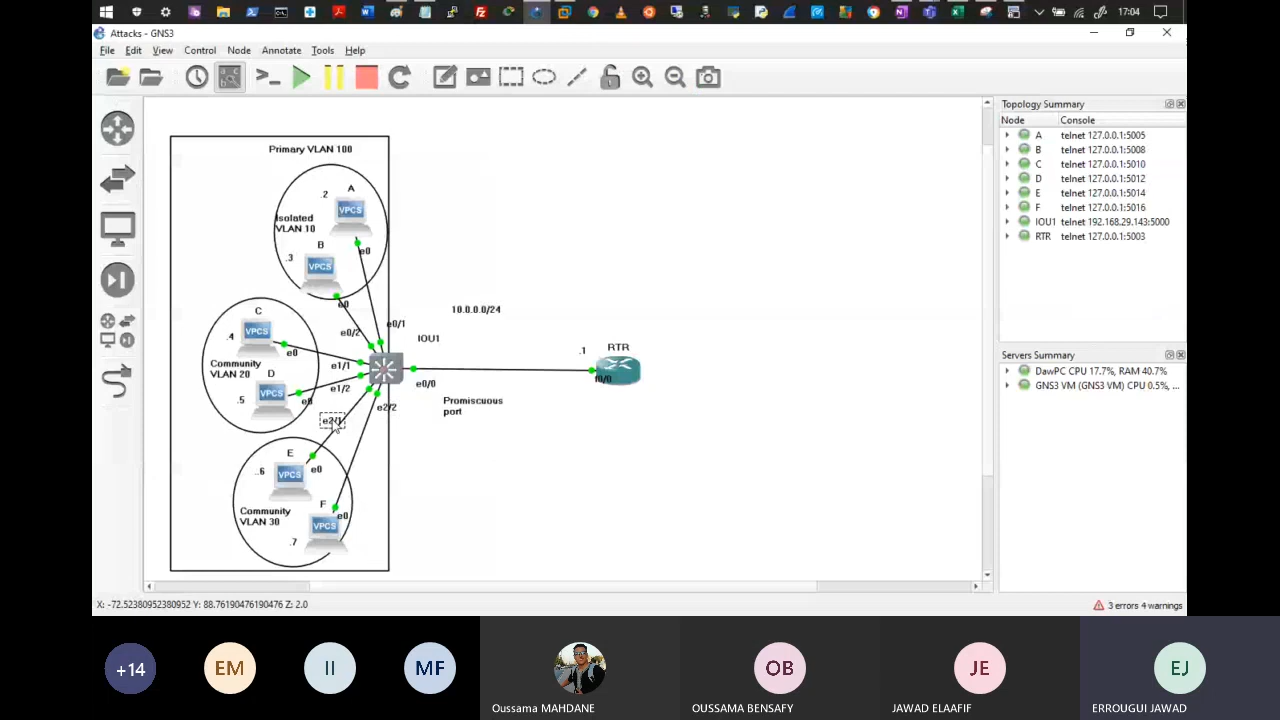 17:04
Attacks - GNS3
File Edit View Control Node Annotate Tools Help
Topology Summary
Node Console
A telnet 127.0.0.1:5005
B telnet 127.0.0.1:5008
C telnet 127.0.0.1:5010
D telnet 127.0.0.1:5012
E telnet 127.0.0.1:5014
F telnet 127.0.0.1:5016
IOU1 telnet 192.168.29.143:5000
RTR telnet 127.0.0.1:5003
Primary VLAN 100
A
.2
VPCS
Isolated
VLAN 10
e0
B
.3
VPCS
e0
10.0.0.0/24
e0/1
e0/2
IOU1
C
.4
VPCS
e0
Community
VLAN 20
D
.5
VPCS
e0
e1/1
e1/2
e0/0
e2/2
e2/1
Promiscuous
port
.1
RTR
f0/0
E
.6
VPCS
e0
Community
VLAN 30
F
e0
VPCS
.7
Servers Summary
DawPC CPU 17.7%, RAM 40.7%
GNS3 VM (GNS3 VM) CPU 0.5%, ...
X: -72.52380952380952 Y: 88.76190476190476 Z: 2.0
3 errors 4 warnings
+14
EM
II
MF
OB
JE
EJ
Oussama MAHDANE
OUSSAMA BENSAFY
JAWAD ELAAFIF
ERROUGUI JAWAD